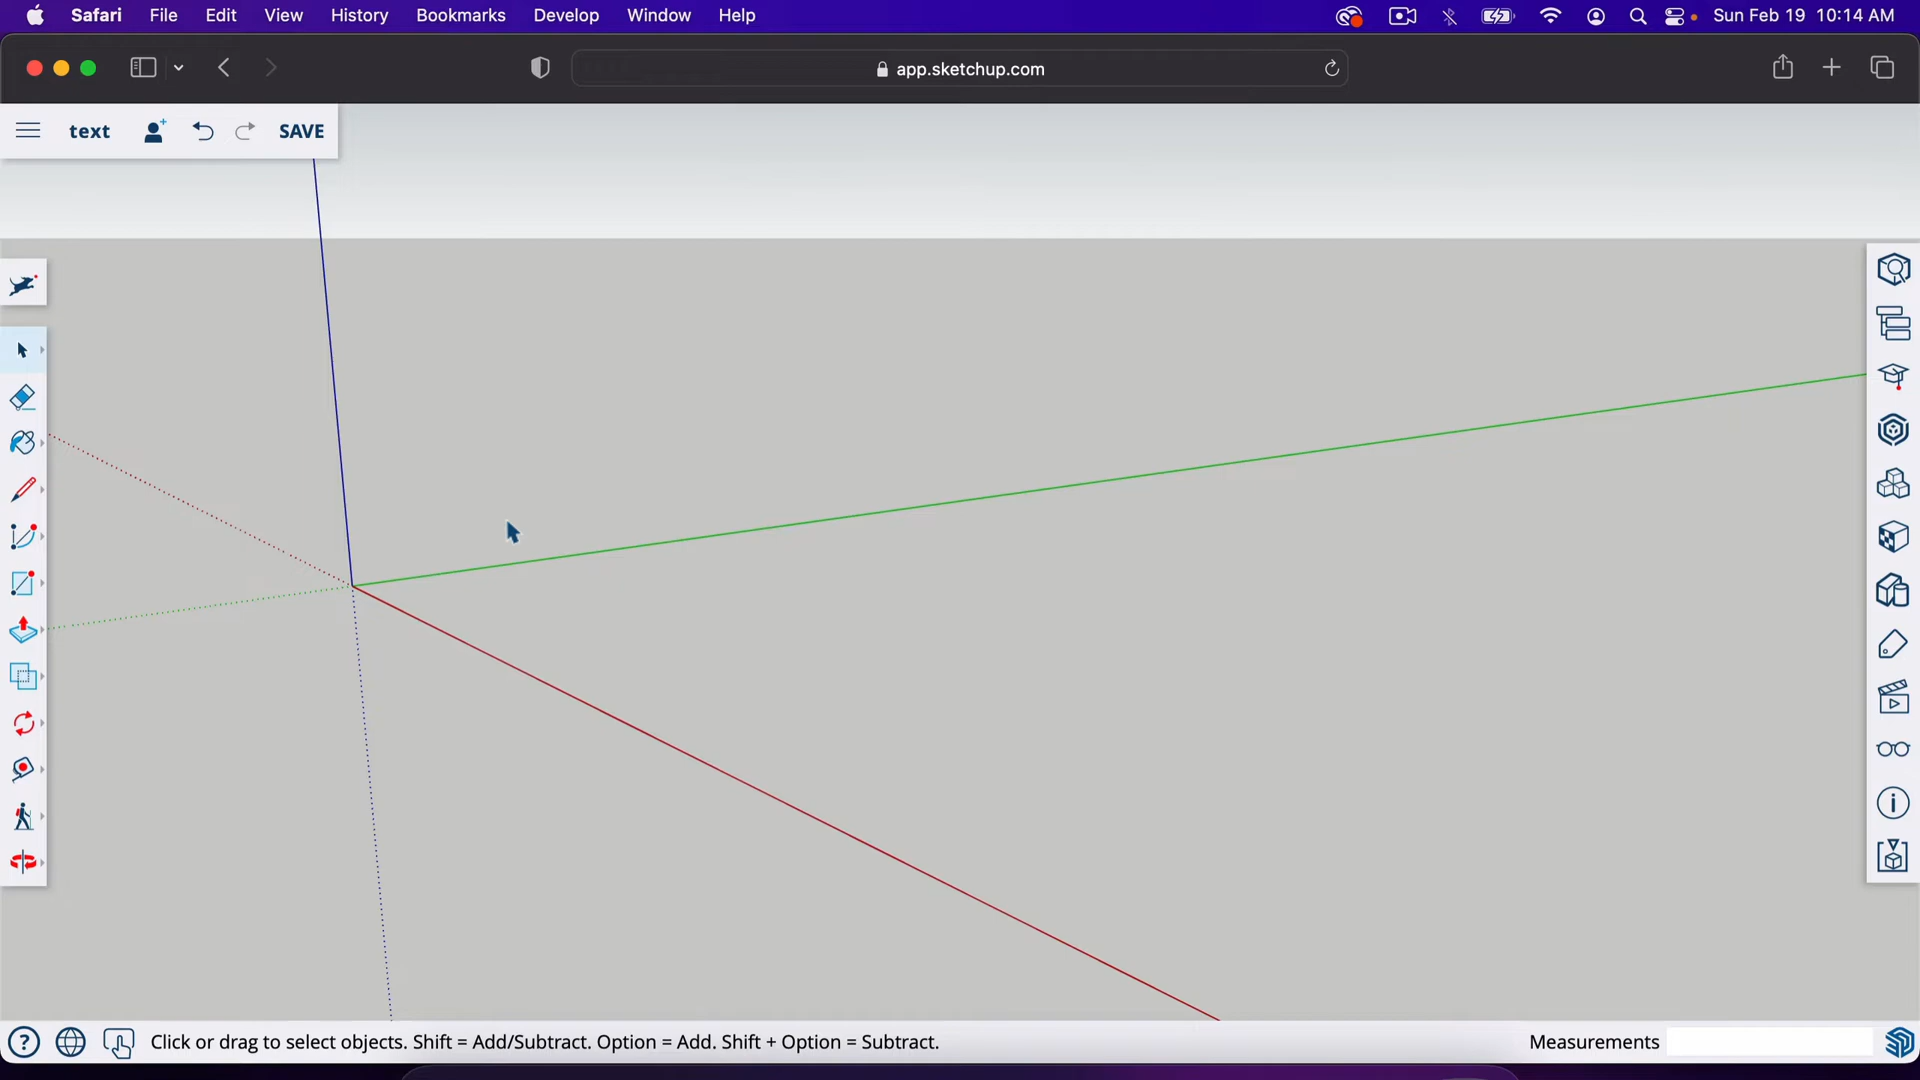 Safari File Edit View History Bookmarks Develop Window Help Sun Feb 19 10:14 AM
app.sketchup.com
text SAVE
Click or drag to select objects. Shift = Add/Subtract. Option = Add. Shift + Option = Subtract. Measurements